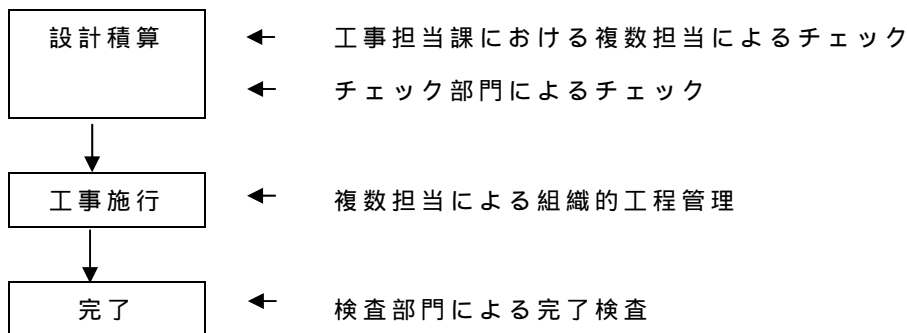 設計積算
工事担当課における複数担当によるチェック
チェック部門によるチェック
工事施行
複数担当による組織的工程管理
完了
検査部門による完了検査